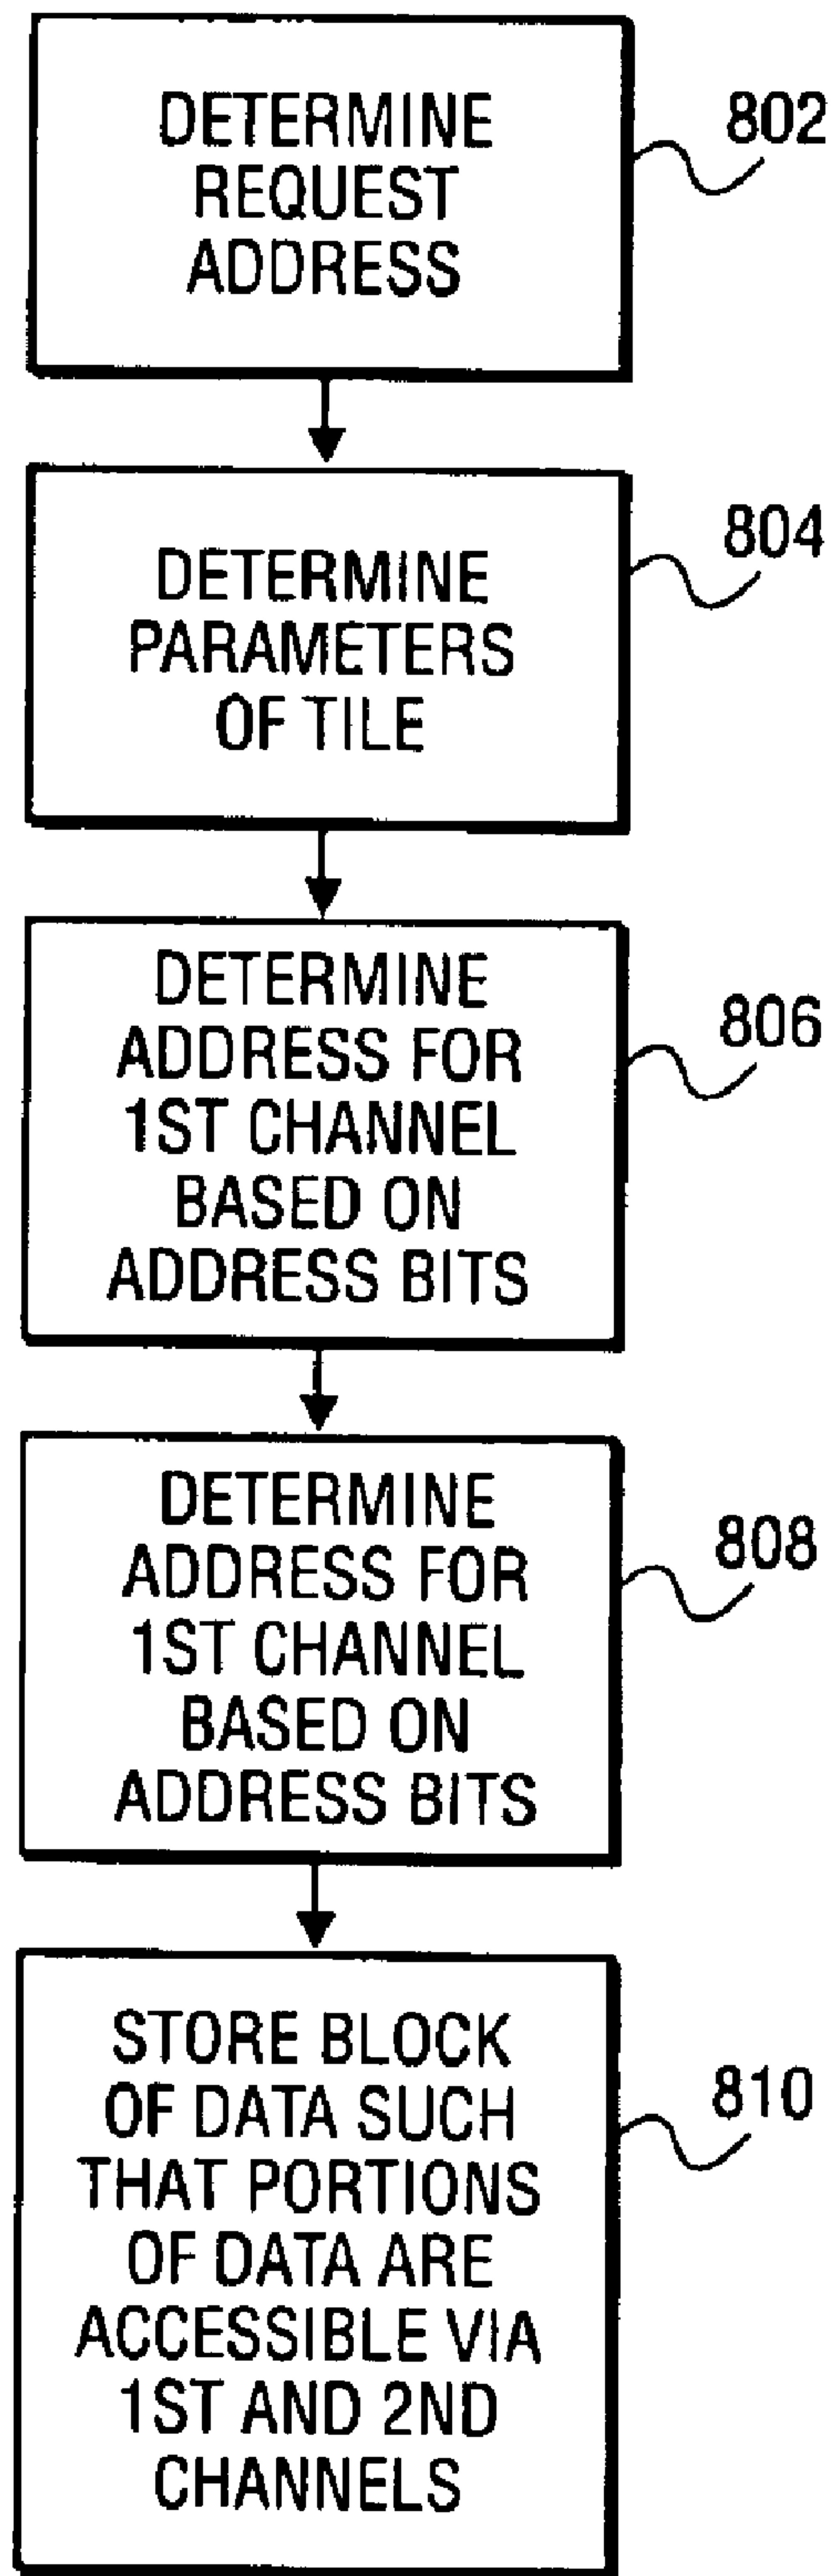 DETERMINE
REQUEST
ADDRESS
802
DETERMINE
PARAMETERS
OF TILE
804
DETERMINE
ADDRESS FOR
1ST CHANNEL
BASED ON
ADDRESS BITS
806
DETERMINE
ADDRESS FOR
1ST CHANNEL
BASED ON
ADDRESS BITS
808
STORE BLOCK
OF DATA SUCH
THAT PORTIONS
OF DATA ARE
ACCESSIBLE VIA
1ST AND 2ND
CHANNELS
810